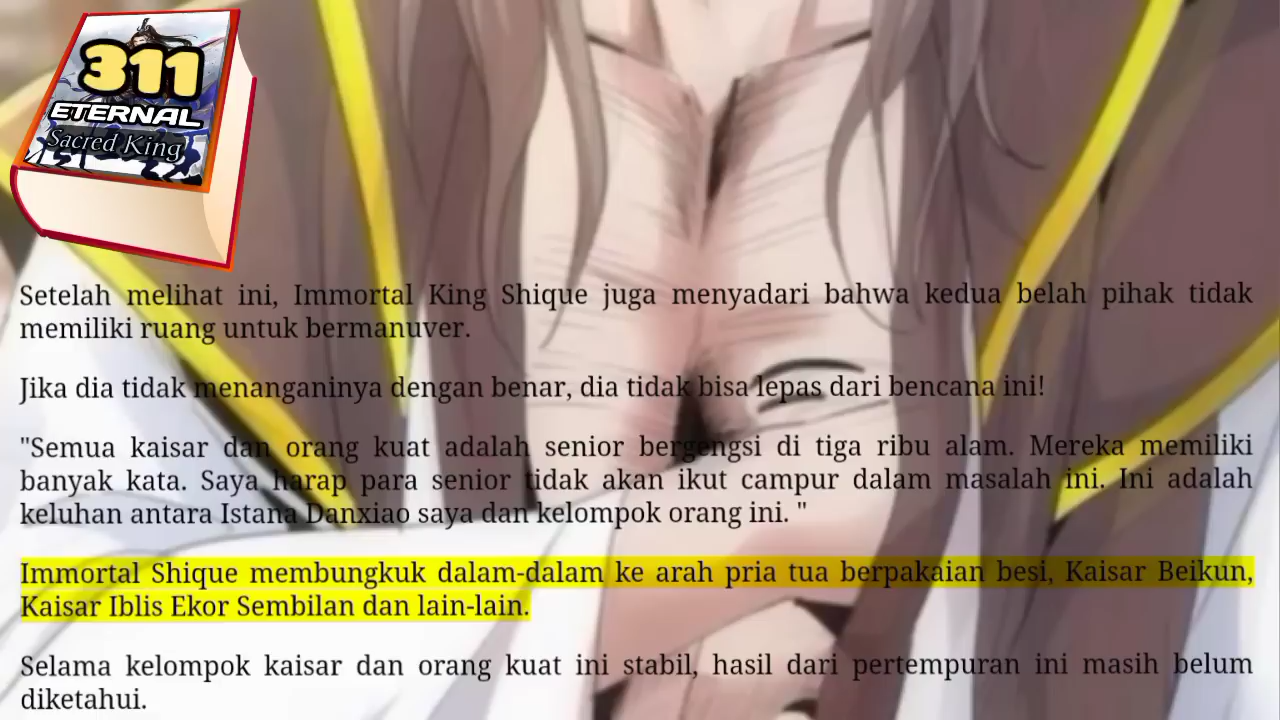 311
ETERNAL
Sacred King
Setelah melihat ini, Immortal King Shique juga menyadari bahwa kedua belah pihak tidak
memiliki ruang untuk bermanuver.
Jika dia tidak menanganinya dengan benar, dia tidak bisa lepas dari bencana ini!
"Semua kaisar dan orang kuat adalah senior bergengsi di tiga ribu alam. Mereka memiliki
banyak kata. Saya harap para senior tidak akan ikut campur dalam masalah ini. Ini adalah
keluhan antara Istana Danxiao saya dan kelompok orang ini. "
Immortal Shique membungkuk dalam-dalam ke arah pria tua berpakaian besi, Kaisar Beikun,
Kaisar Iblis Ekor Sembilan dan lain-lain.
Selama kelompok kaisar dan orang kuat ini stabil, hasil dari pertempuran ini masih belum
diketahui.